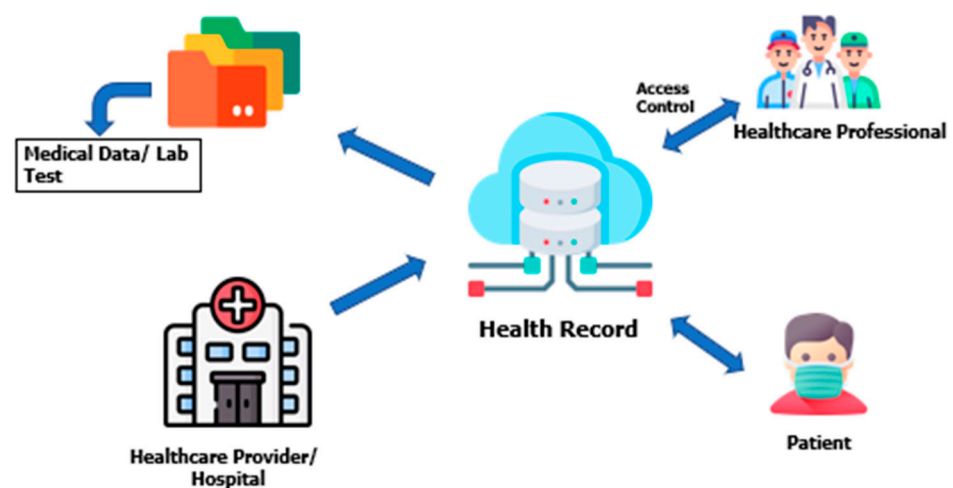 Access
Control
Healthcare Professional
Medical Data/ Lab
Test
Health Record
Healthcare Provider/
Hospital
Patient